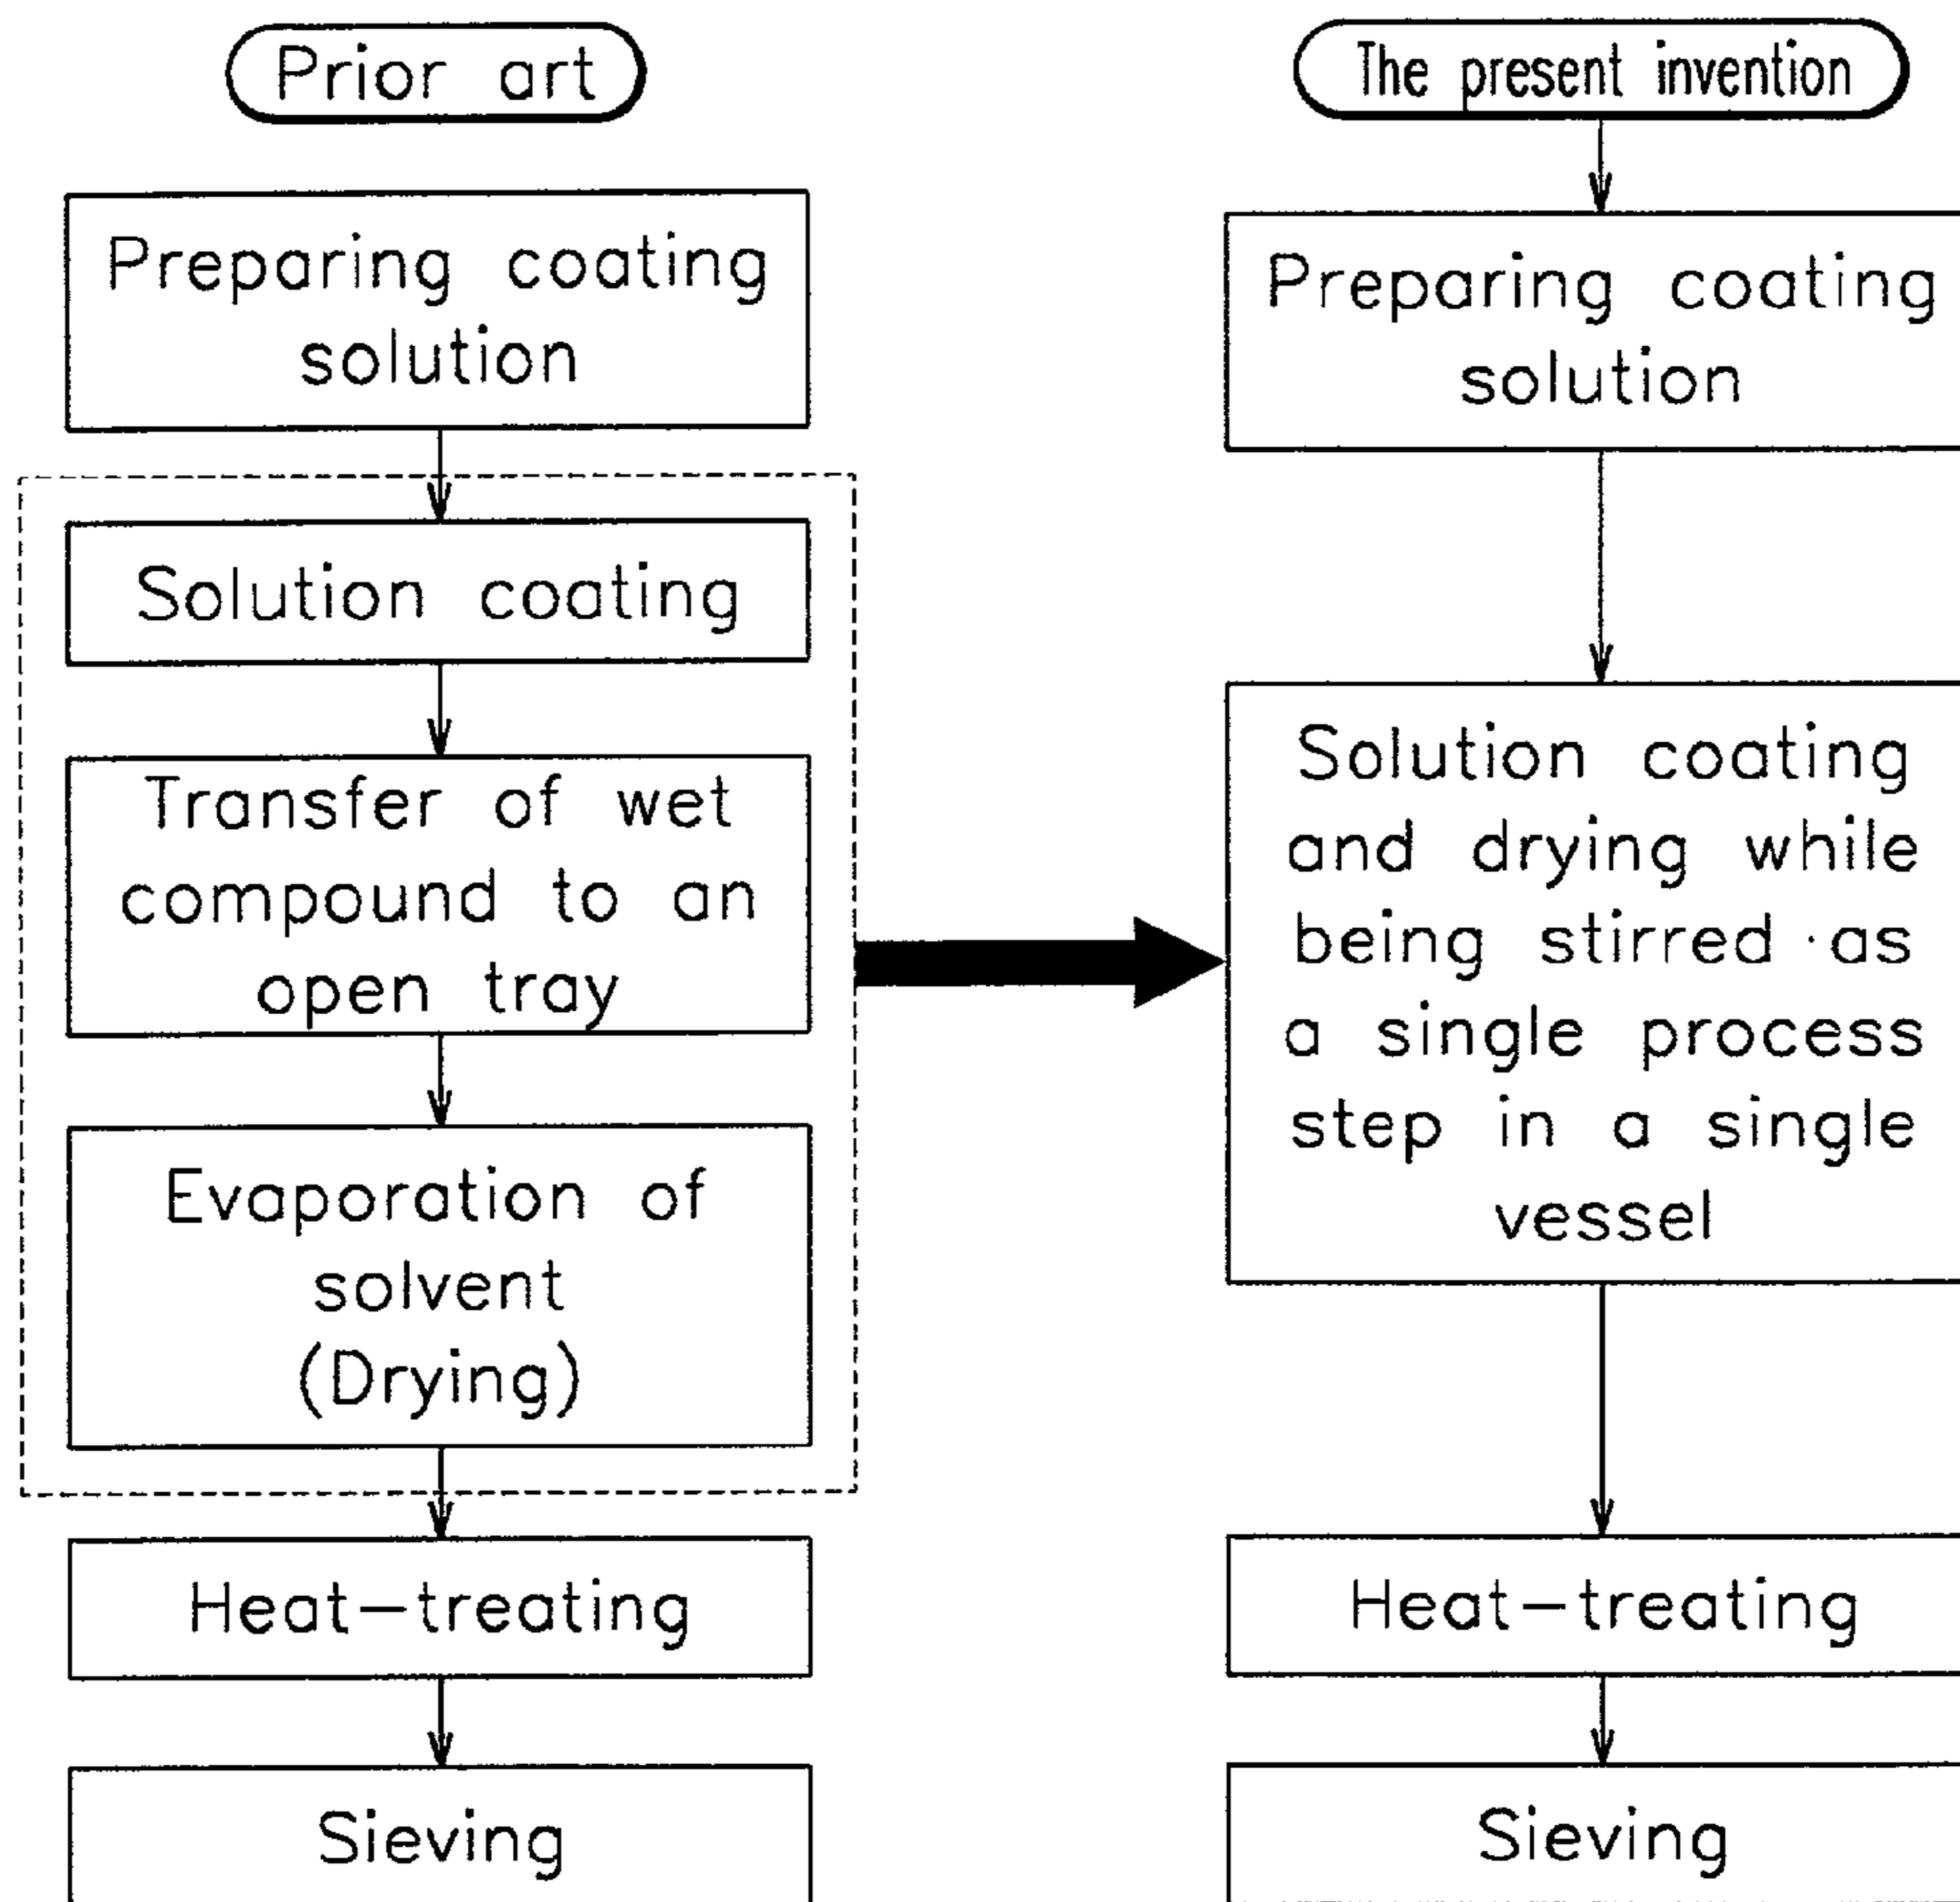 Prior art
Preparing coating
solution
Solution coating
Transfer of wet
compound to an
open tray
Evaporation of
solvent
(Drying)
Heat-treating
Sieving
The present invention
Preparing coating
solution
Solution coating
and drying while
being stirred as
a single process
step in a single
vessel
Heat-treating
Sieving